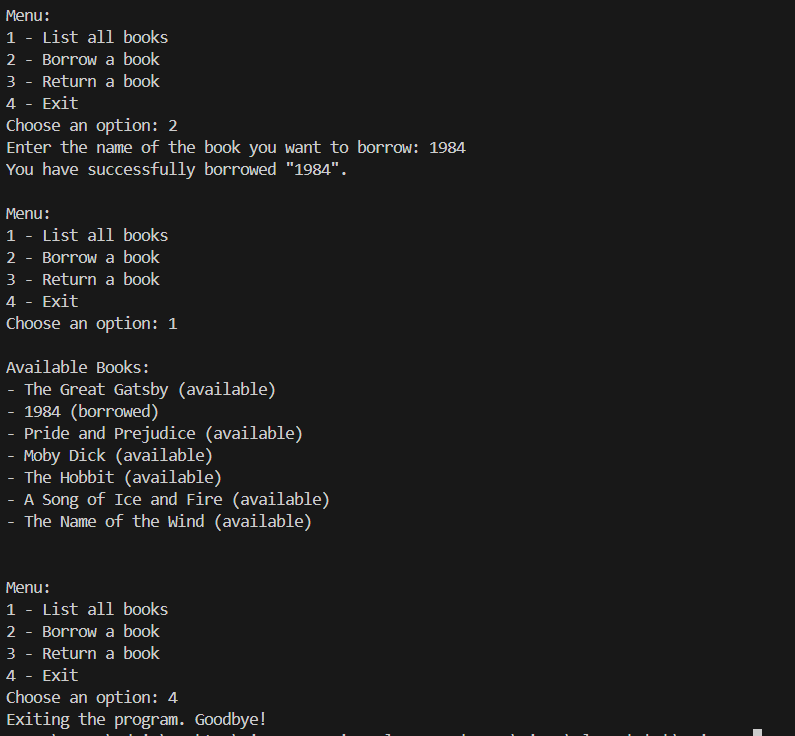 Menu:
1 - List all books
2 - Borrow a book
3 - Return a book
4 - Exit
Choose an option: 2
Enter the name of the book you want to borrow: 1984
You have successfully borrowed "1984".
Menu:
1 - List all books
2 - Borrow a book
3 - Return a book
4 - Exit
Choose an option: 1
Available Books:
- The Great Gatsby (available)
- 1984 (borrowed)
- Pride and Prejudice (available)
- Moby Dick (available)
- The Hobbit (available)
- A Song of Ice and Fire (available)
- The Name of the Wind (available)
Menu:
1 - List all books
2 - Borrow a book
3 - Return a book
4 - Exit
Choose an option: 4
Exiting the program. Goodbye!